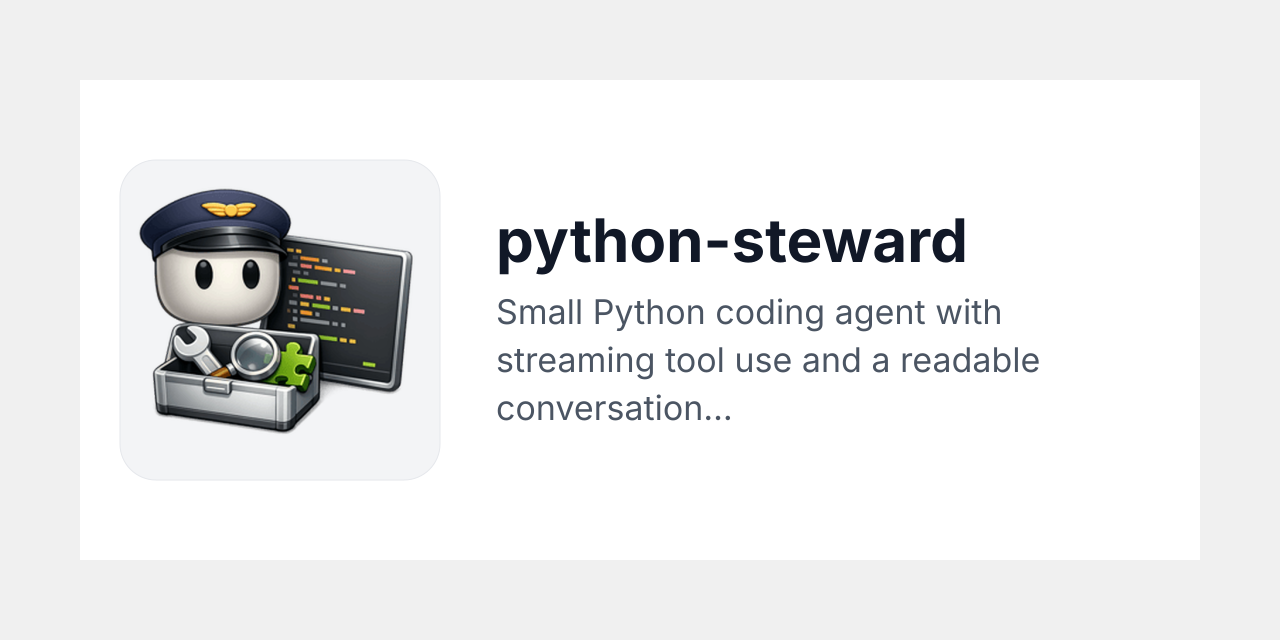 python-steward
Small Python coding agent with
streaming tool use and a readable
conversation...